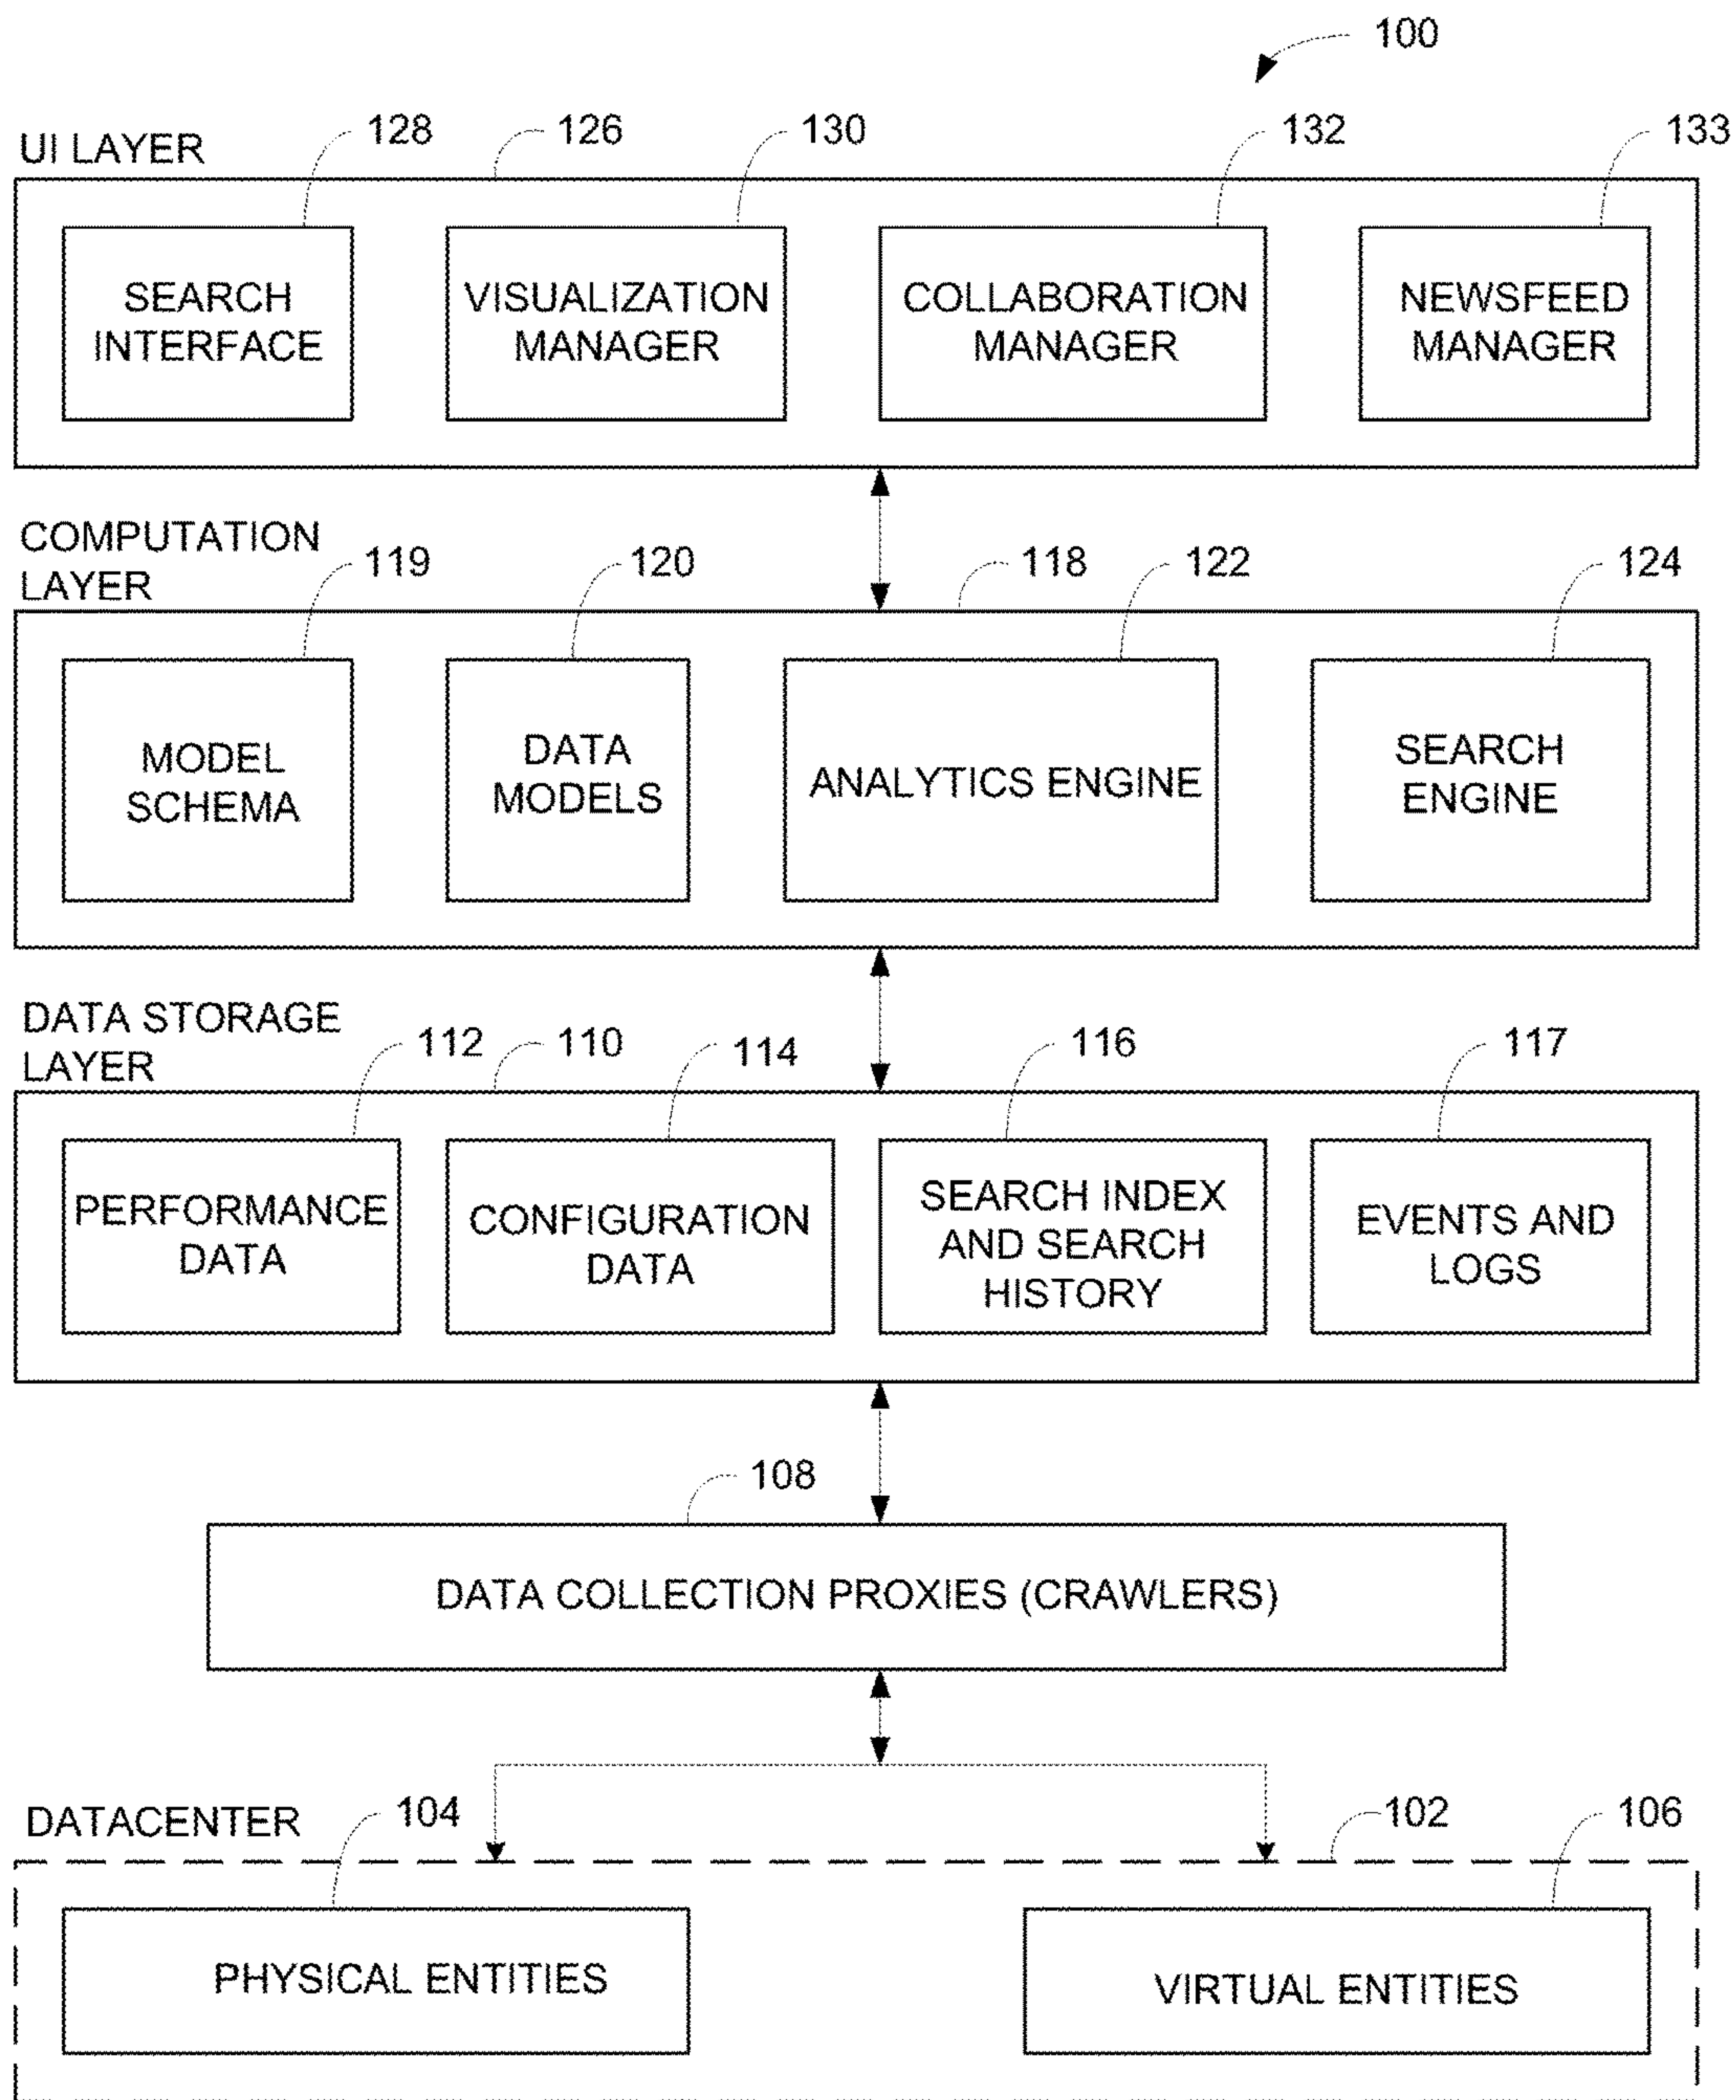 100
UI LAYER
128
126
130
132
133
SEARCH
INTERFACE
VISUALIZATION
MANAGER
COLLABORATION
MANAGER
NEWSFEED
MANAGER
COMPUTATION
LAYER
119
120
118
122
124
MODEL
SCHEMA
DATA
MODELS
ANALYTICS ENGINE
SEARCH
ENGINE
DATA STORAGE
LAYER
112
110
114
116
117
PERFORMANCE
DATA
CONFIGURATION
DATA
SEARCH INDEX
AND SEARCH
HISTORY
EVENTS AND
LOGS
108
DATA COLLECTION PROXIES (CRAWLERS)
DATACENTER
104
102
106
PHYSICAL ENTITIES
VIRTUAL ENTITIES